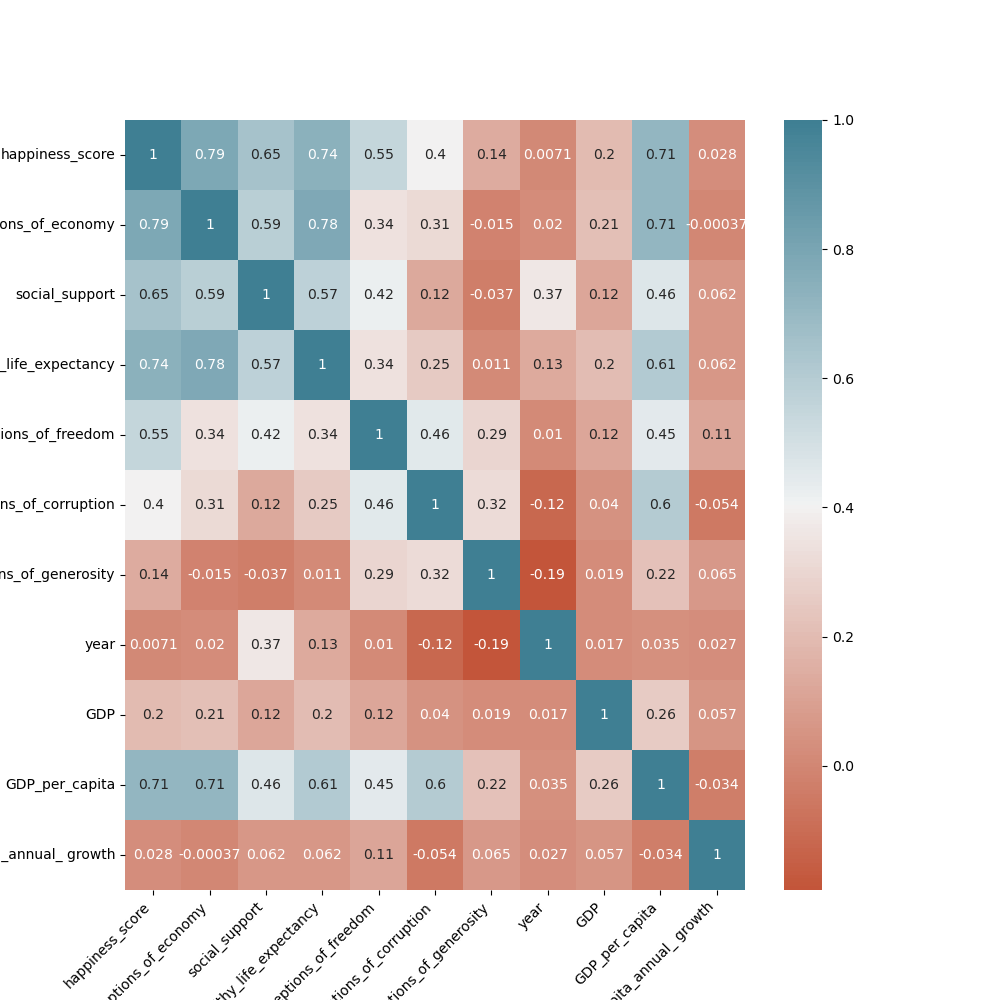 happiness_score 1 0.79 0.65 0.74 0.55 0.4 0.14 0.0071 0.2 0.71 0.028
ons_of_economy 0.79 1 0.59 0.78 0.34 0.31 -0.015 0.02 0.21 0.71 -0.00037
social_support 0.65 0.59 1 0.57 0.42 0.12 -0.037 0.37 0.12 0.46 0.062
_life_expectancy 0.74 0.78 0.57 1 0.34 0.25 0.011 0.13 0.2 0.61 0.062
ions_of_freedom 0.55 0.34 0.42 0.34 1 0.46 0.29 0.01 0.12 0.45 0.11
ns_of_corruption 0.4 0.31 0.12 0.25 0.46 1 0.32 -0.12 0.04 0.6 -0.054
ns_of_generosity 0.14 -0.015 -0.037 0.011 0.29 0.32 1 -0.19 0.019 0.22 0.065
year 0.0071 0.02 0.37 0.13 0.01 -0.12 -0.19 1 0.017 0.035 0.027
GDP 0.2 0.21 0.12 0.2 0.12 0.04 0.019 0.017 1 0.26 0.057
GDP_per_capita 0.71 0.71 0.46 0.61 0.45 0.6 0.22 0.035 0.26 1 -0.034
_annual_ growth 0.028 -0.00037 0.062 0.062 0.11 -0.054 0.065 0.027 0.057 -0.034 1
happiness_score
ptions_of_economy
social_support
thy_life_expectancy
eptions_of_freedom
tions_of_corruption
tions_of_generosity
year
GDP
GDP_per_capita
pita_annual_ growth
1.0
0.8
0.6
0.4
0.2
0.0